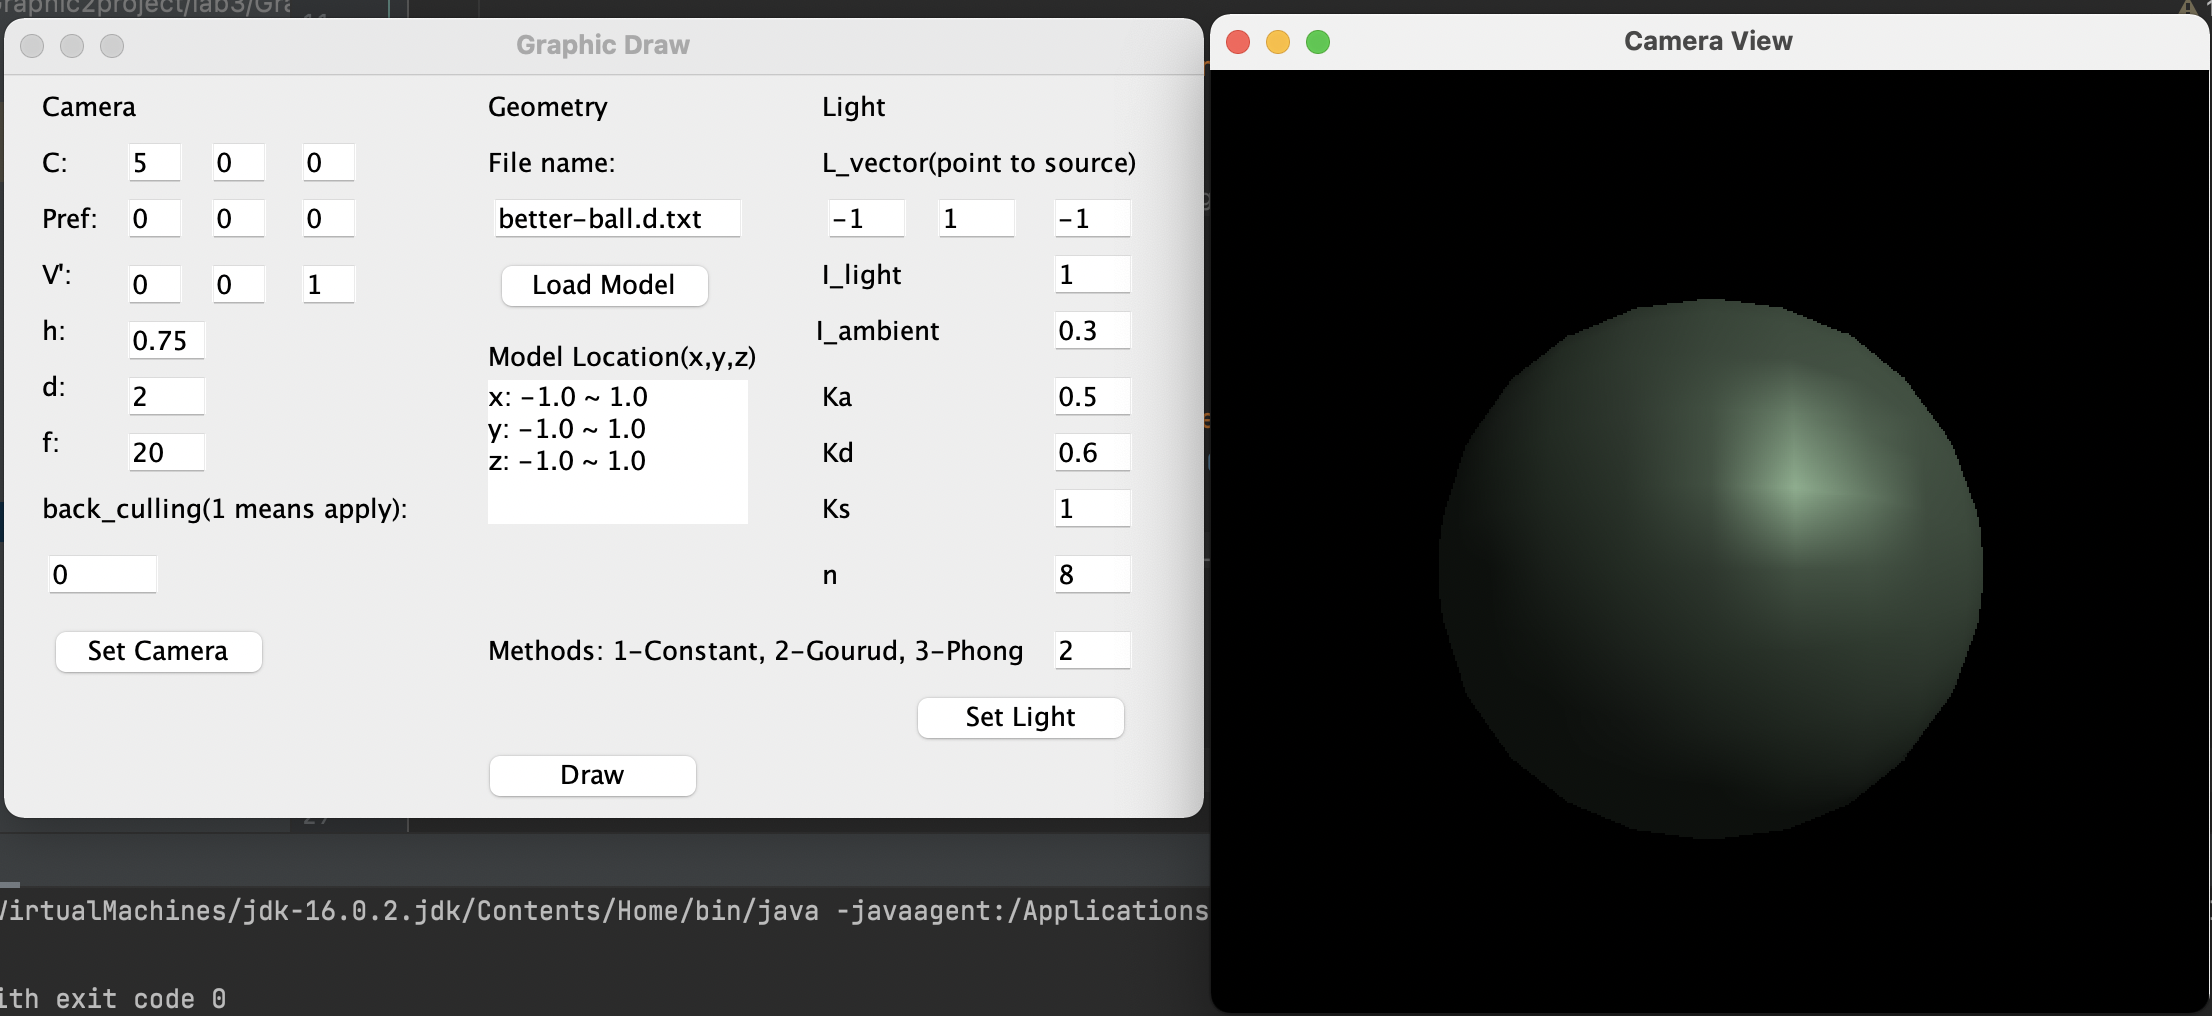 Graphic2project/lab3/Gra
Graphic Draw
Camera
C: 5 0 0
Pref: 0 0 0
V': 0 0 1
h: 0.75
d: 2
f: 20
back_culling(1 means apply):
0
Set Camera
Geometry
File name:
better-ball.d.txt
Load Model
Model Location(x,y,z)
x: -1.0 ~ 1.0
y: -1.0 ~ 1.0
z: -1.0 ~ 1.0
Light
L_vector(point to source)
-1 1 -1
I_light 1
I_ambient 0.3
Ka 0.5
Kd 0.6
Ks 1
n 8
Methods: 1-Constant, 2-Gourud, 3-Phong 2
Set Light
Draw
Camera View
VirtualMachines/jdk-16.0.2.jdk/Contents/Home/bin/java -javaagent:/Applications
ith exit code 0